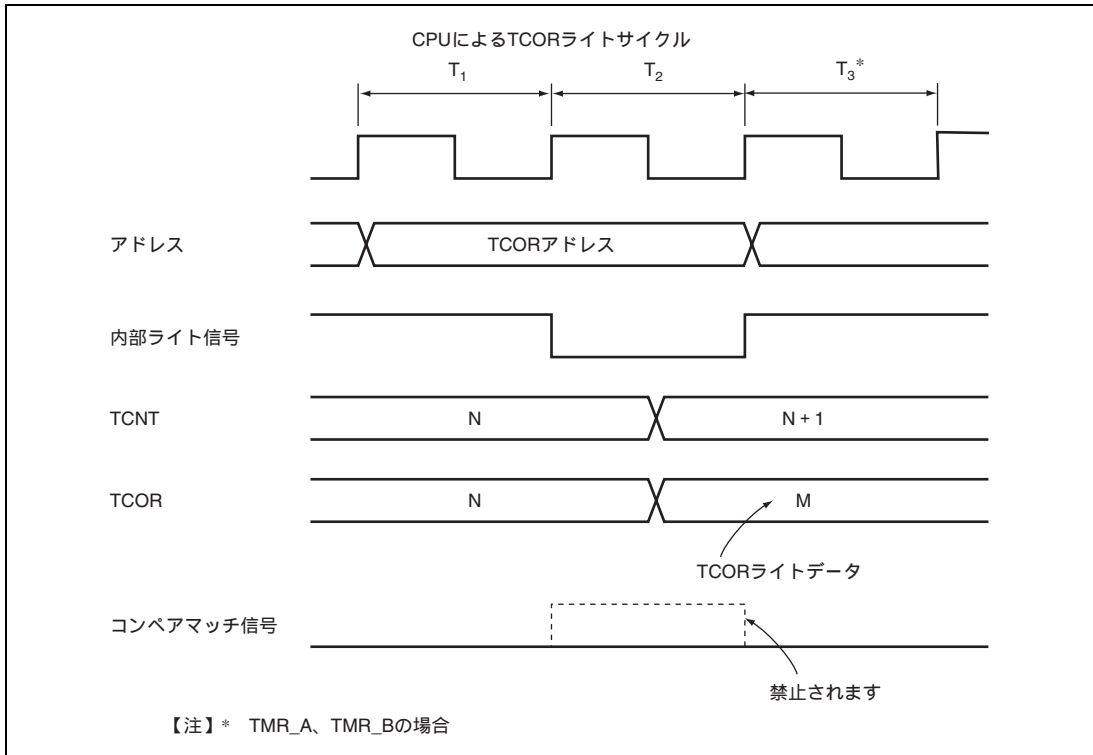 CPUによるTCORライトサイクル
T1 T2 T3*
アドレス TCORアドレス
内部ライト信号
TCNT N N + 1
TCOR N M
TCORライトデータ
コンペアマッチ信号
禁止されます
【注】* TMR_A、TMR_Bの場合